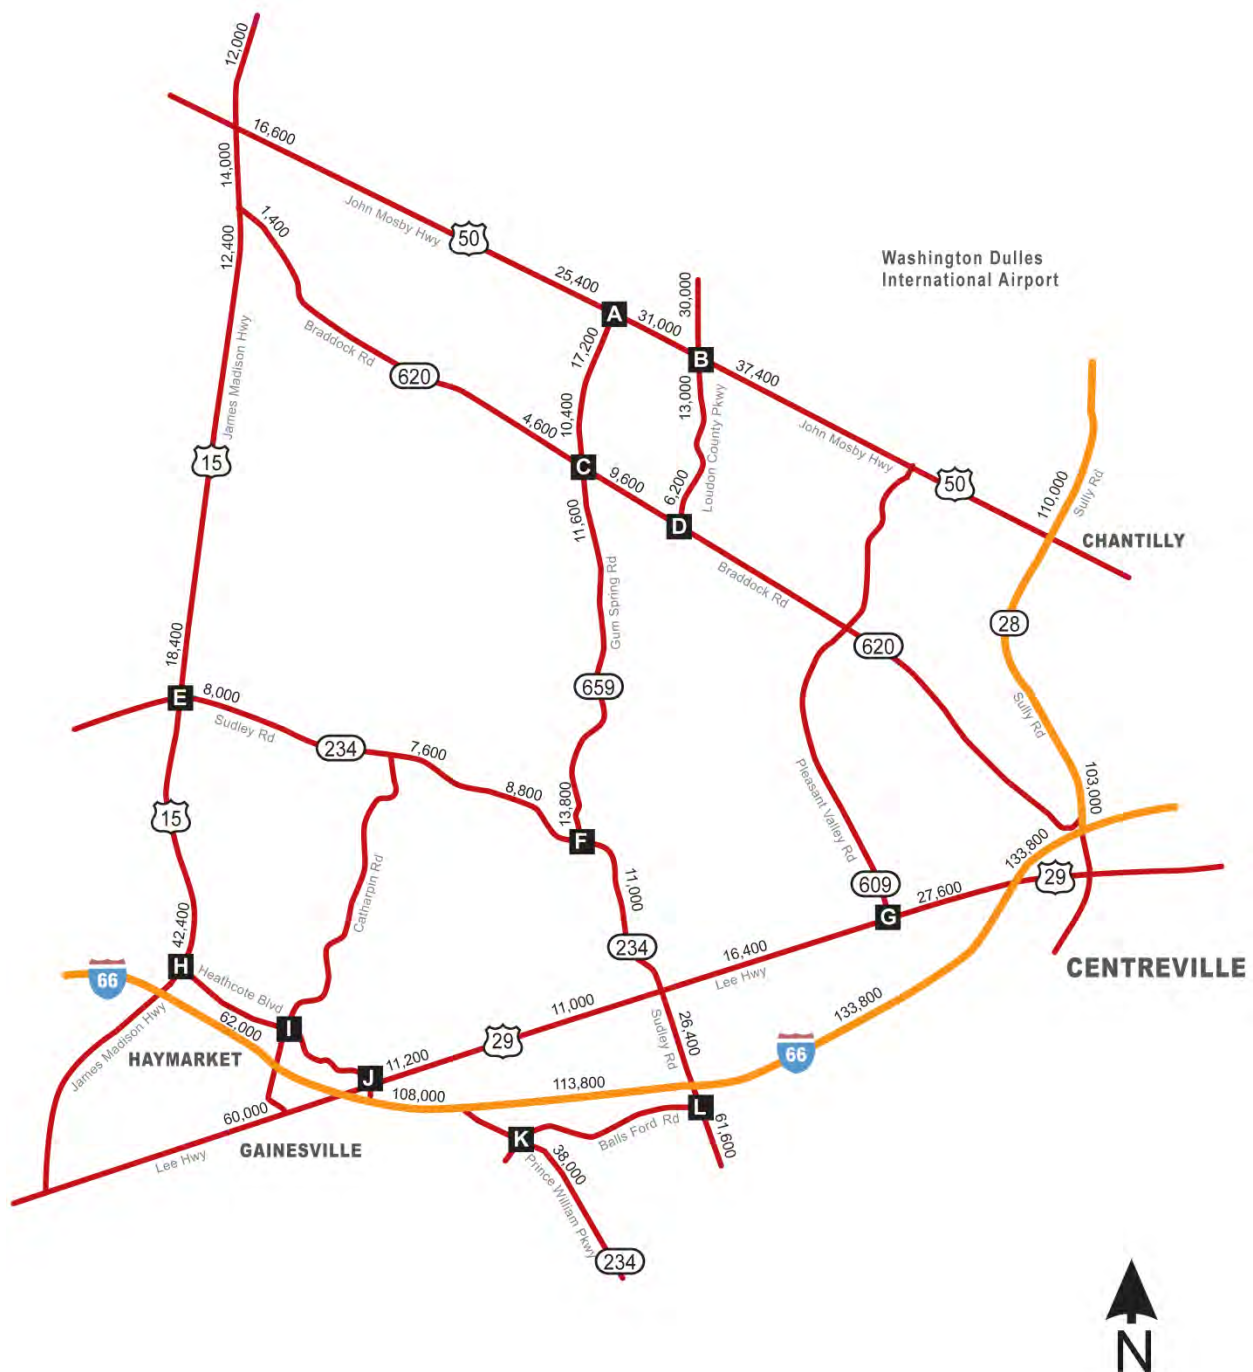 12,000
16,600
14,000
John Mosby Hwy
50
1,400
12,400
25,400
Washington Dulles
International Airport
30,000
A
31,000
17,200
B
37,400
James Madison Hwy
Braddock Rd
620
13,000
Loudon County Pkwy
10,400
4,600
John Mosby Hwy
15
C
9,600
6,200
50
110,000
Sully Rd
11,600
D
CHANTILLY
Braddock Rd
Gum Spring Rd
28
18,400
620
E
8,000
659
Sudley Rd
234
7,600
Sully Rd
8,800
13,800
Pleasant Valley Rd
103,000
15
F
133,800
Catharpin Rd
11,000
609
27,600
29
G
42,400
234
16,400
H
Heathcote Blvd
Lee Hwy
CENTREVILLE
66
James Madison Hwy
62,000
I
11,000
26,400
Sudley Rd
133,800
29
66
HAYMARKET
11,200
J
108,000
113,800
60,000
L
61,600
GAINESVILLE
Lee Hwy
K
Balls Ford Rd
38,000
Prince William Pkwy
234
N